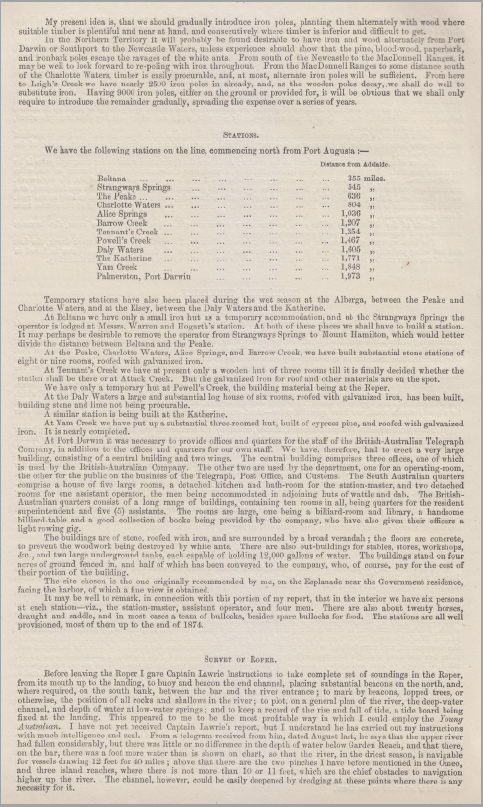 My present idea is, that we should gradually introduce iron poles, planting them alternately with wood where
suitable timber is plentiful and near at hand, and consecutively where timber is inferior and difficult to get.
In the Northern Territory it will probably be found desirable to have iron and wood alternately from Port
Darwin or Southport to the Newcastle Waters, unless experience should show that the pine, blood-wood, paperbark,
and ironbark poles escape the ravages of the white ants. From south of the Newcastle to the MacDonnell Ranges, it
may be well to look forward to re-poling with iron throughout. From the MacDonnell Ranges to some distance south
of the Charlotte Waters, timber is easily procurable, and, at most, alternate iron poles will be sufficient. From here
to Leigh's Creek we have nearly 2500 iron poles in already, and, as the wooden poles decay, we shall do well to
substitute iron. Having 9000 iron poles, either on the ground or provided for, it will be obvious that we shall only
require to introduce the remainder gradually, spreading the expense over a series of years.
STATIONS.
We have the following stations on the line, commencing north from Port Augusta :—
Distance from Adelaide.
Beltana ... ... ... ... ... ... ... 355 miles.
Strangways Springs ... ... ... ... ... 545 „
The Peake ... ... ... ... ... ... ... 636 „
Charlotte Waters ... ... ... ... ... ... 804 „
Alice Springs ... ... ... ... ... ... 1,036 „
Barrow Creek ... ... ... ... ... ... 1,207 „
Tennant's Creek ... ... ... ... ... ... 1,354 „
Powell's Creek ... ... ... ... ... ... 1,467 „
Daly Waters ... ... ... ... ... ... 1,605 „
The Katherine ... ... ... ... ... ... 1,771 „
Yam Creek ... ... ... ... ... ... 1,848 „
Palmerston, Port Darwin ... ... ... ... 1,973 „
Temporary stations have also been placed during the wet season at the Alberga, between the Peake and
Charlotte Waters, and at the Elsey, between the Daly Waters and the Katherine.
At Beltana we have only a small iron hut as a temporary accommodation, and at the Strangways Springs the
operator is lodged at Messrs. Warren and Hogarth's station. At both of these places we shall have to build a station.
It may perhaps be desirable to remove the operator from Strangways Springs to Mount Hamilton, which would better
divide the distance between Beltana and the Peake.
At the Peake, Charlotte Waters, Alice Springs, and Barrow Creek, we have built substantial stone stations of
eight or nine rooms, roofed with galvanized iron.
At Tennant's Creek we have at present only a wooden hut of three rooms till it is finally decided whether the
station shall be there or at Attack Creek. But the galvanized iron for roof and other materials are on the spot.
We have only a temporary hut at Powell's Creek, the building material being at the Roper.
At the Daly Waters a large and substantial log house of six rooms, roofed with galvanized iron, has been built,
building stone and lime not being procurable.
A similar station is being built at the Katherine.
At Yam Creek we have put up a substantial three-roomed hut, built of cypress pine, and roofed with galvanized
iron. It is nearly completed.
At Port Darwin it was necessary to provide offices and quarters for the staff of the British-Australian Telegraph
Company, in addition to the offices and quarters for our own staff. We have, therefore, had to erect a very large
building, consisting of a central building and two wings. The central building comprises three offices, one of which
is used by the British-Australian Company. The other two are used by the department, one for an operating-room,
the other for the public on the business of the Telegraph, Post Office, and Customs. The South Australian quarters
comprise a house of five large rooms, a detached kitchen and bath-room for the station-master, and two detached
rooms for the assistant operator, the men being accommodated in adjoining huts of wattle and dab. The British-
Australian quarters consist of a long range of buildings, containing ten rooms in all, being quarters for the resident
superintendent and five (5) assistants. The rooms are large, one being a billiard-room and library, a handsome
billiard-table and a good collection of books being provided by the company, who have also given their officers a
light rowing gig.
The buildings are of stone, roofed with iron, and are surrounded by a broad verandah; the floors are concrete,
to prevent the woodwork being destroyed by white ants. There are also out-buildings for stables, stores, workshops,
&c., and two large underground tanks, each capable of holding 12,000 gallons of water. The buildings stand on four
acres of ground fenced in, and half of which has been conveyed to the company, who, of course, pay for the cost of
their portion of the building.
The site chosen is the one originally recommended by me, on the Esplanade near the Government residence,
facing the harbor, of which a fine view is obtained.
It may be well to remark, in connection with this portion of my report, that in the interior we have six persons
at each station—viz., the station-master, assistant operator, and four men. There are also about twenty horses,
draught and saddle, and in most cases a team of bullocks, besides spare bullocks for food. The stations are all well
provisioned, most of them up to the end of 1874.
SURVEY OF ROPER.
Before leaving the Roper I gave Captain Lawrie instructions to take complete set of soundings in the Roper,
from its mouth up to the landing, to buoy and beacon the end channel, placing substantial beacons on the north, and,
where required, on the south bank, between the bar and the river entrance; to mark by beacons, lopped trees, or
otherwise, the position of all rocks and shallows in the river; to plot, on a general plan of the river, the deep-water
channel, and depth of water at low-water springs; and to keep a record of the rise and fall of tide, a tide board being
fixed at the landing. This appeared to me to be the most profitable way in which I could employ the Young
Australian. I have not yet received Captain Lawrie's report, but I understand he has carried out my instructions
with much intelligence and zeal. From a telegram received from him, dated August last, he says that the upper river
had fallen considerably, but there was little or no difference in the depth of water below Garden Reach, and that there,
on the bar, there was a foot more water than is shown on chart, so that the river, in the driest season, is navigable
for vessels drawing 12 feet for 40 miles; above that there are the two pinches I have before mentioned in the Ones,
and three island reaches, where there is not more than 10 or 11 feet, which are the chief obstacles to navigation
higher up the river. The channel, however, could be easily deepened by dredging at these points where there is any
necessity for it.